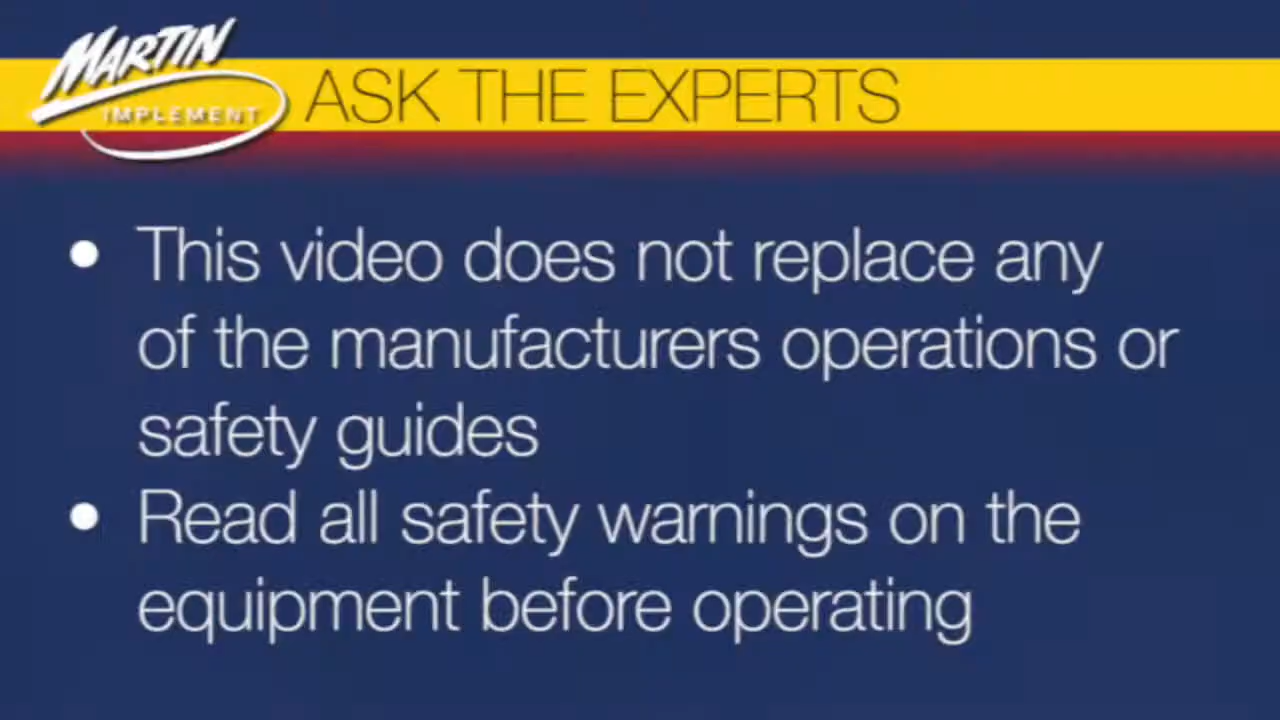 MARTIN
IMPLEMENT
ASK THE EXPERTS
• This video does not replace any
of the manufacturers operations or
safety guides
• Read all safety warnings on the
equipment before operating